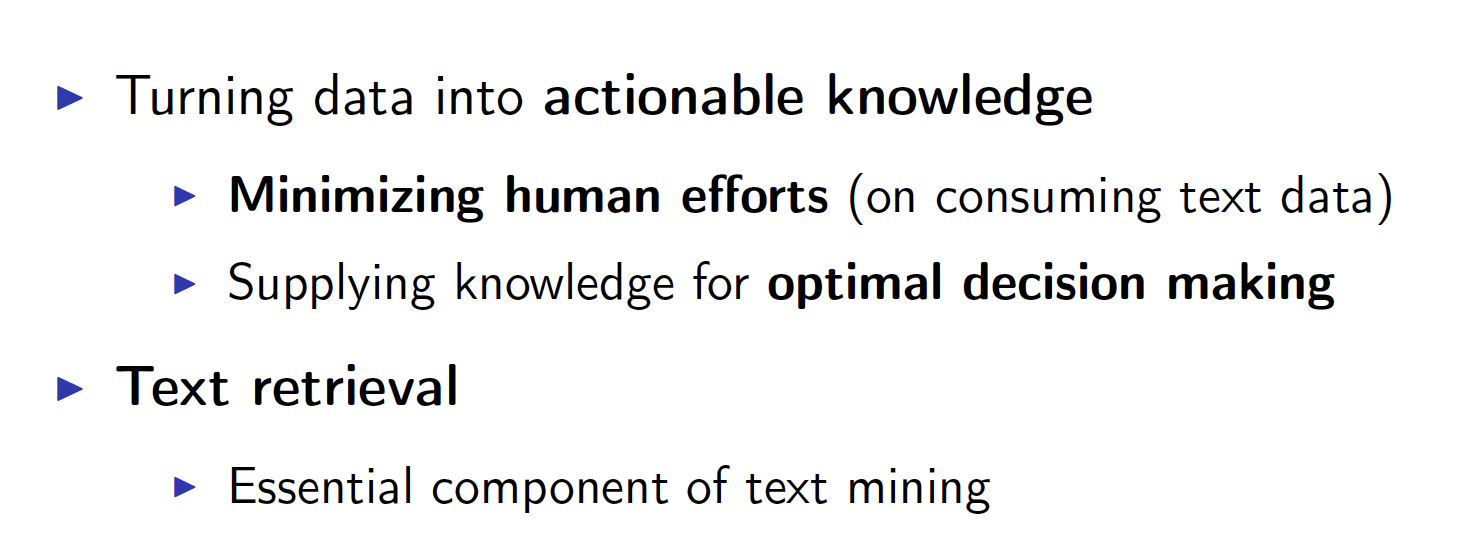 ▶ Turning data into actionable knowledge
▶ Minimizing human efforts (on consuming text data)
▶ Supplying knowledge for optimal decision making
▶ Text retrieval
▶ Essential component of text mining